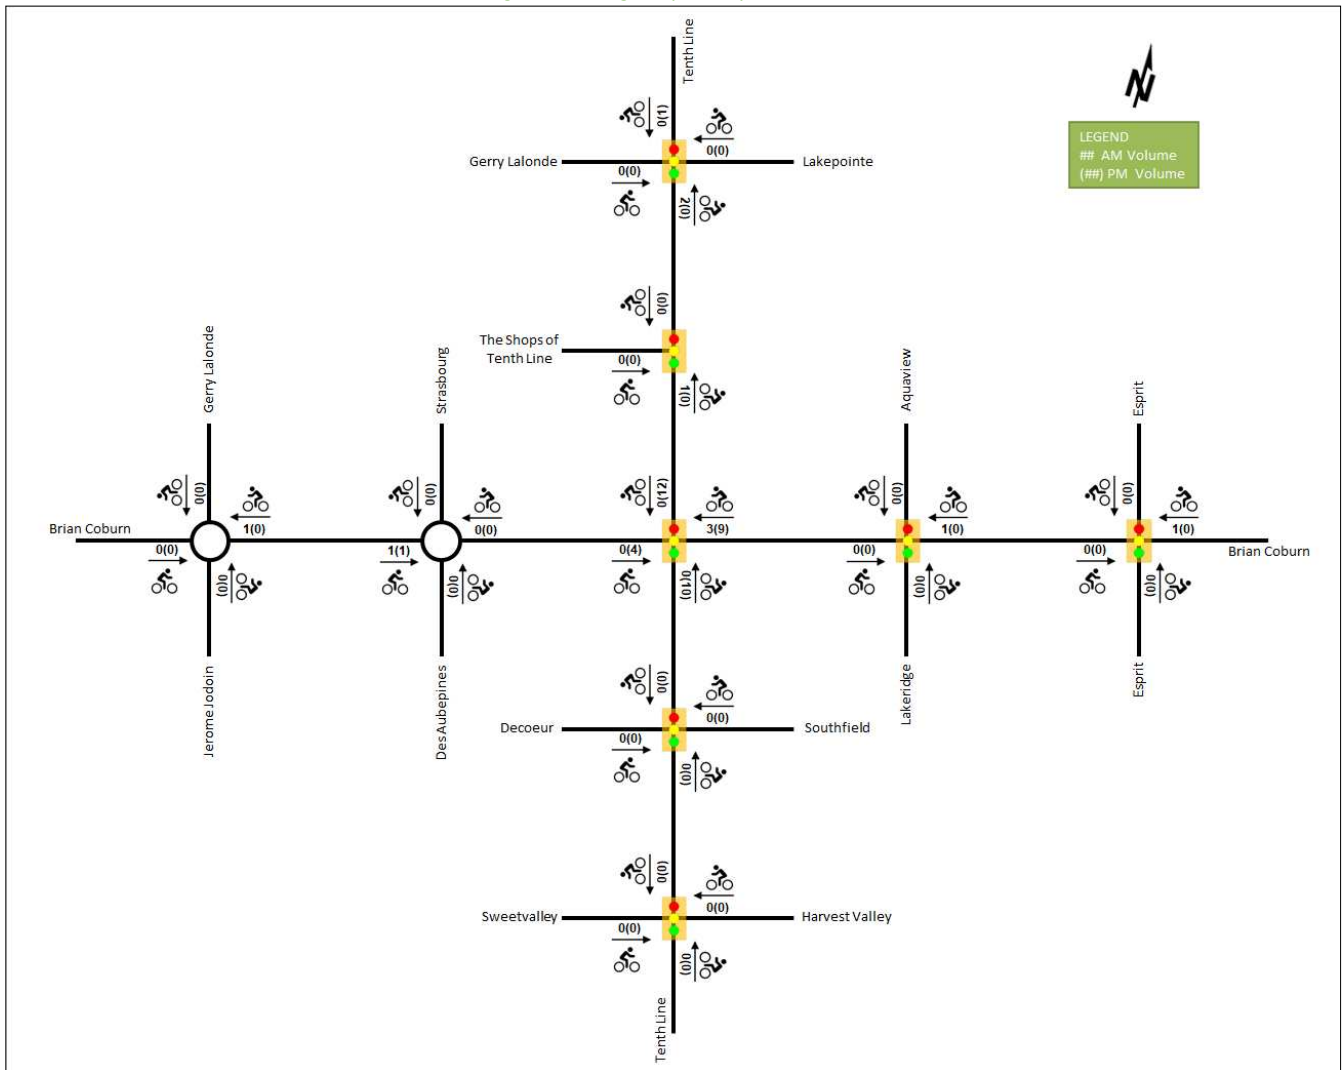 Tenth Line
0(1)
0(0)
Gerry Lalonde
Lakepointe
0(0)
2(0)
LEGEND
## AM Volume
(##) PM Volume
0(0)
The Shops of
Tenth Line
0(0)
1(0)
Gerry Lalonde
Strasbourg
Aquaview
Esprit
0(0)
1(0)
0(0)
0(0)
0(12)
3(9)
0(0)
1(0)
0(0)
1(0)
Brian Coburn
0(0)
1(1)
0(4)
0(0)
0(0)
Brian Coburn
0(0)
0(0)
0(0)
0(0)
0(0)
Jerome Jodoin
Des Aubepines
Lakeridge
Esprit
0(0)
0(0)
Decoeur
Southfield
0(0)
0(0)
0(0)
0(0)
Sweetvalley
Harvest Valley
0(0)
0(0)
Tenth Line